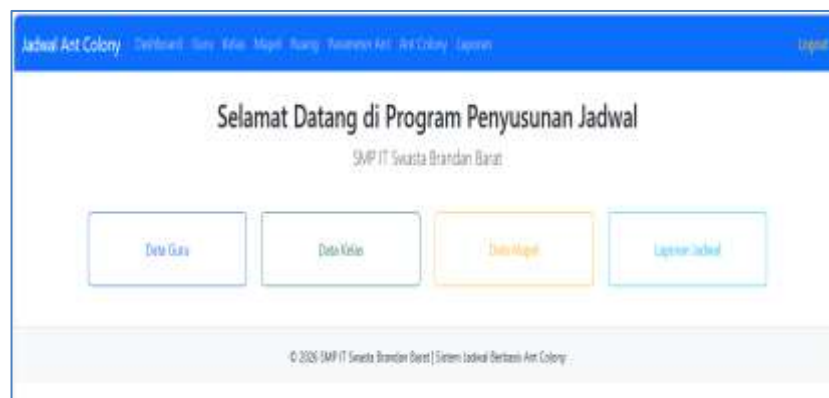 Jadwal Ant Colony Dashboard Guru Kelas Mapel Ruang Parameter Ant Ant Colony Laporan Logout
Selamat Datang di Program Penyusunan Jadwal
SMP IT Swasta Brandan Barat
Data Guru Data Kelas Data Mapel Laporan Jadwal
© 2026 SMP IT Swasta Brandan Barat | Sistem Jadwal Berbasis Ant Colony